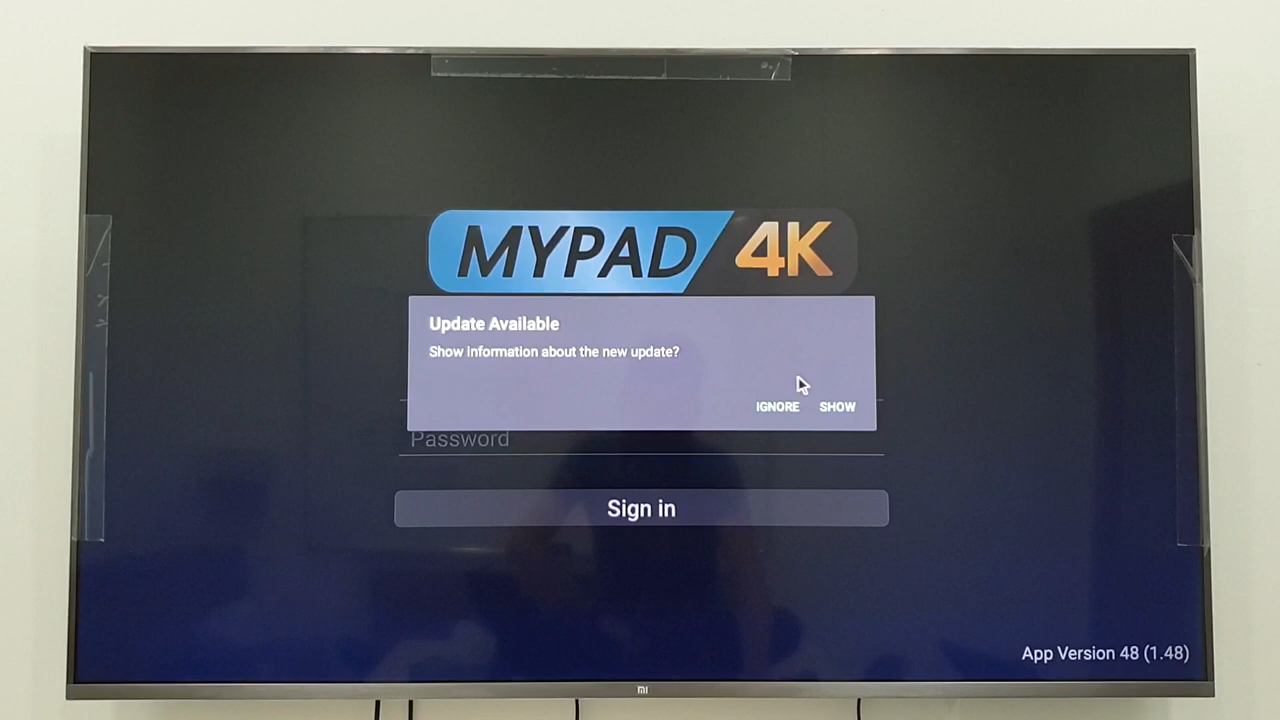 MYPAD 4K
Update Available
Show information about the new update?
IGNORE SHOW
Password
Sign in
App Version 48 (1.48)
mi